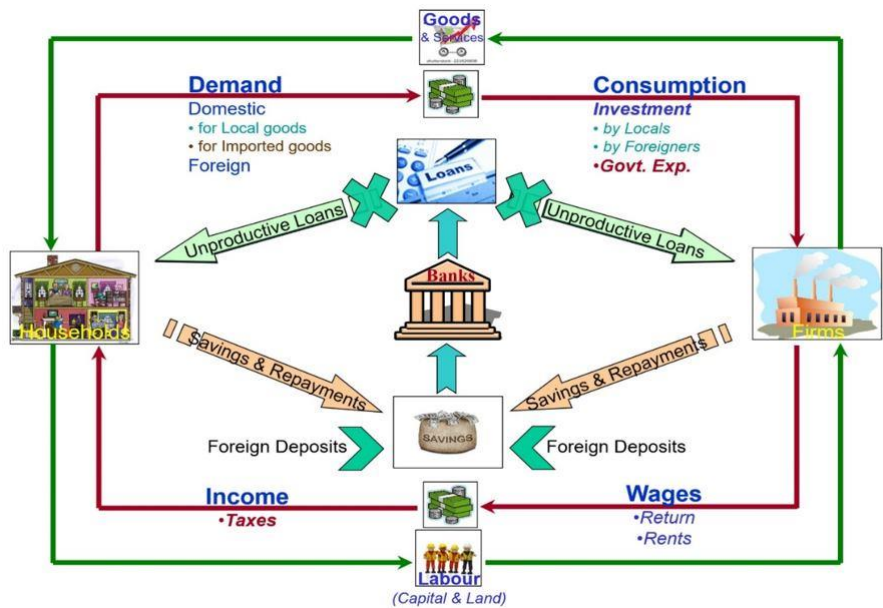 Goods
& Services
Demand
Domestic
• for Local goods
• for Imported goods
Foreign
Consumption
Investment
• by Locals
• by Foreigners
•Govt. Exp.
Loans
Unproductive Loans
Unproductive Loans
Banks
Households
Firms
Savings & Repayments
Savings & Repayments
SAVINGS
Foreign Deposits
Foreign Deposits
Income
•Taxes
Wages
•Return
•Rents
Labour
(Capital & Land)